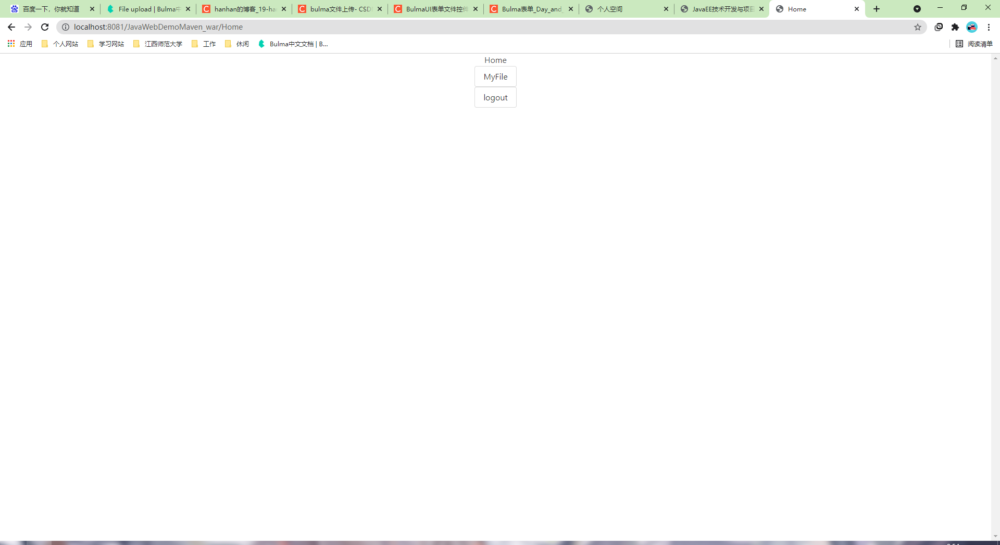 百度一下，你就知道
File upload | Bulma中
hanhan的博客_19-ha
bulma文件上传- CSD
BulmaUI表单文件控件
Bulma表单_Day_and_
个人空间
JavaEE技术开发与项目
Home
localhost:8081/JavaWebDemoMaven_war/Home
应用
个人网站
学习网站
江西师范大学
工作
休闲
Bulma中文文档 | B...
阅读清单
Home
MyFile
logout